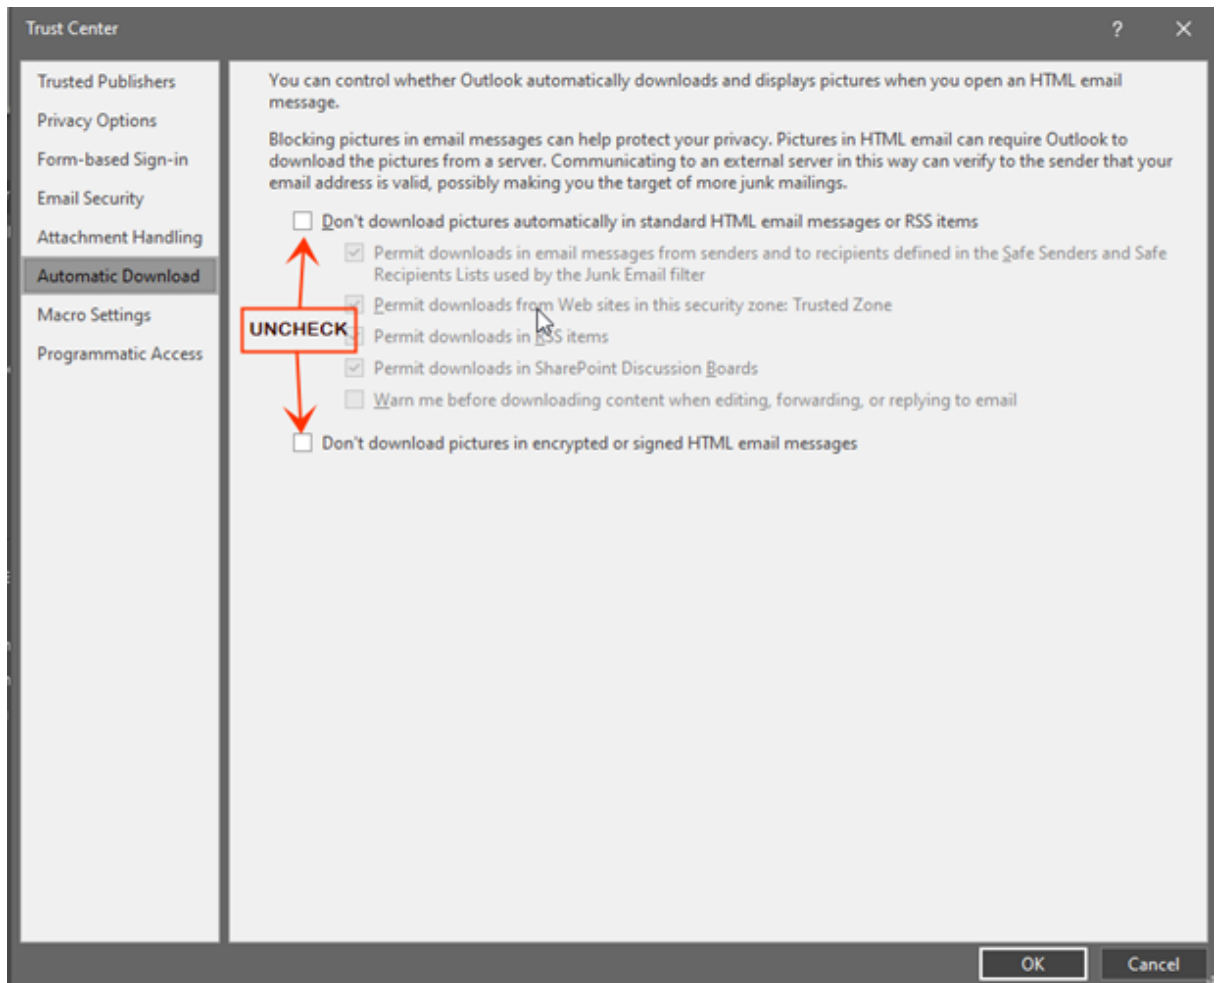 Trust Center
?
Trusted Publishers
Privacy Options
Form-based Sign-in
Email Security
Attachment Handling
Automatic Download
Macro Settings
Programmatic Access
You can control whether Outlook automatically downloads and displays pictures when you open an HTML email
message.
Blocking pictures in email messages can help protect your privacy. Pictures in HTML email can require Outlook to
download the pictures from a server. Communicating to an external server in this way can verify to the sender that your
email address is valid, possibly making you the target of more junk mailings.
Don't download pictures automatically in standard HTML email messages or RSS items
Permit downloads in email messages from senders and to recipients defined in the Safe Senders and Safe
Recipients Lists used by the Junk Email filter
Permit downloads from Web sites in this security zone: Trusted Zone
UNCHECK
Permit downloads in RSS items
Permit downloads in SharePoint Discussion Boards
Warn me before downloading content when editing, forwarding, or replying to email
Don't download pictures in encrypted or signed HTML email messages
OK
Cancel